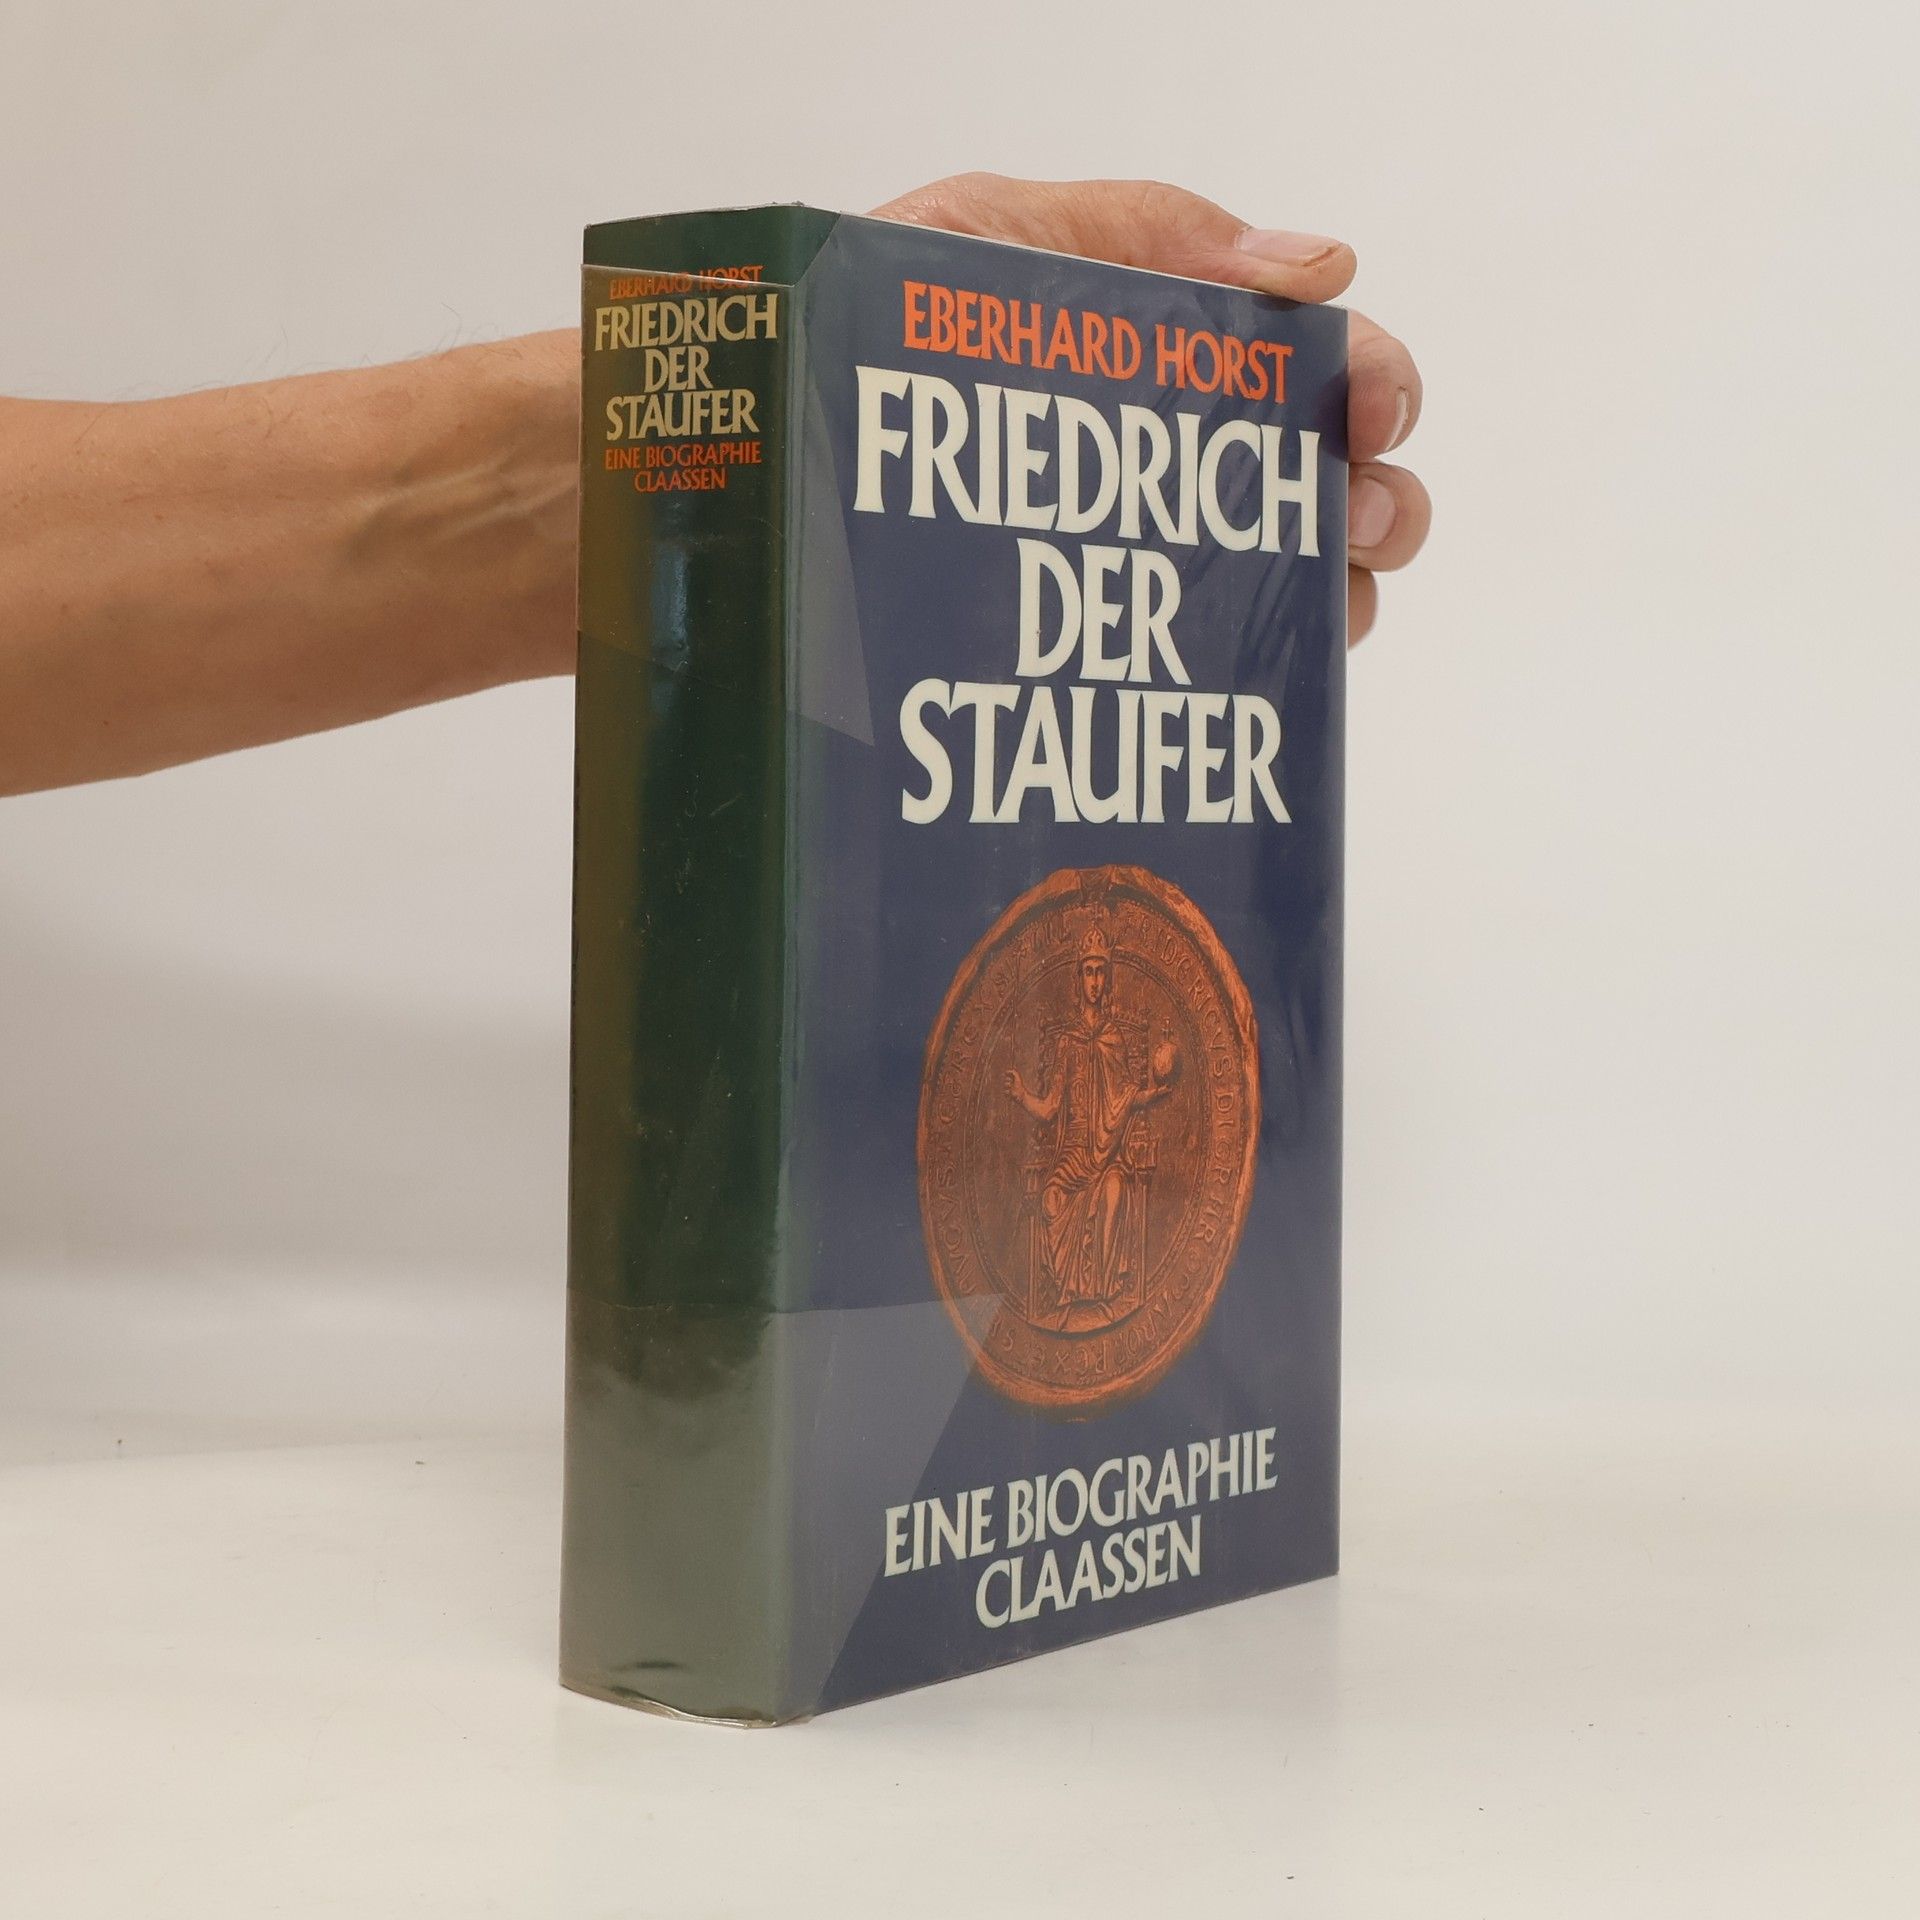 EBERHARD HORST
FRIEDRICH
DER
STAUFER
EINE BIOGRAPHIE
CLAASSEN
EBERHARD HORST
FRIEDRICH
DER
STAUFER
EINE BIOGRAPHIE
CLAASSEN